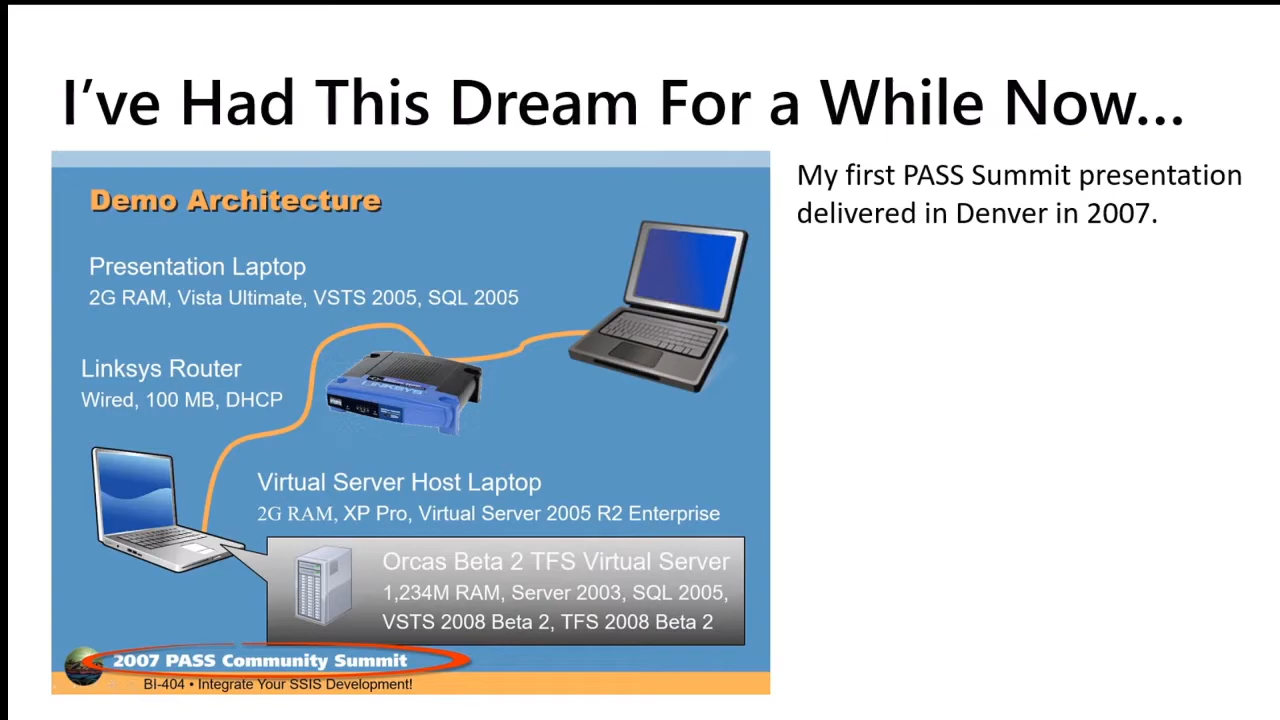 I've Had This Dream For a While Now...
My first PASS Summit presentation
delivered in Denver in 2007.
Demo Architecture
Presentation Laptop
2G RAM, Vista Ultimate, VSTS 2005, SQL 2005
Linksys Router
Wired, 100 MB, DHCP
LINKSYS
Virtual Server Host Laptop
2G RAM, XP Pro, Virtual Server 2005 R2 Enterprise
Orcas Beta 2 TFS Virtual Server
1,234M RAM, Server 2003, SQL 2005,
VSTS 2008 Beta 2, TFS 2008 Beta 2
2007 PASS Community Summit
BI-404 • Integrate Your SSIS Development!